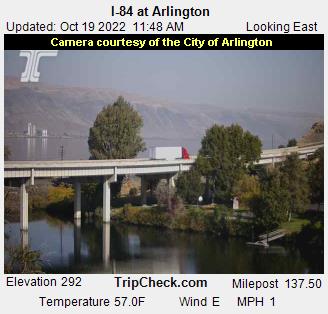 I-84 at Arlington
Updated: Oct 19 2022 11:48 AM Looking East
Camera courtesy of the City of Arlington
Elevation 292 TripCheck.com Milepost 137.50
Temperature 57.0F Wind E MPH 1